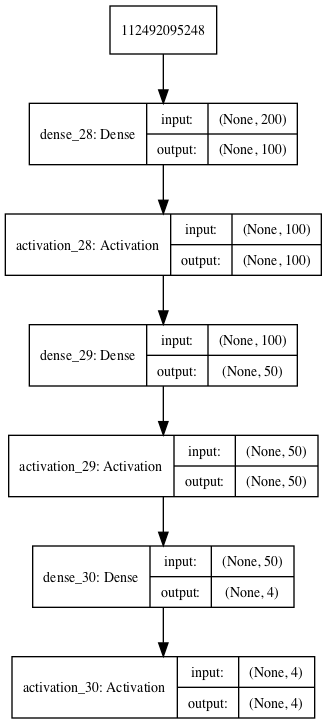 112492095248
dense_28: Dense
input: (None, 200)
output: (None, 100)
activation_28: Activation
input: (None, 100)
output: (None, 100)
dense_29: Dense
input: (None, 100)
output: (None, 50)
activation_29: Activation
input: (None, 50)
output: (None, 50)
dense_30: Dense
input: (None, 50)
output: (None, 4)
activation_30: Activation
input: (None, 4)
output: (None, 4)